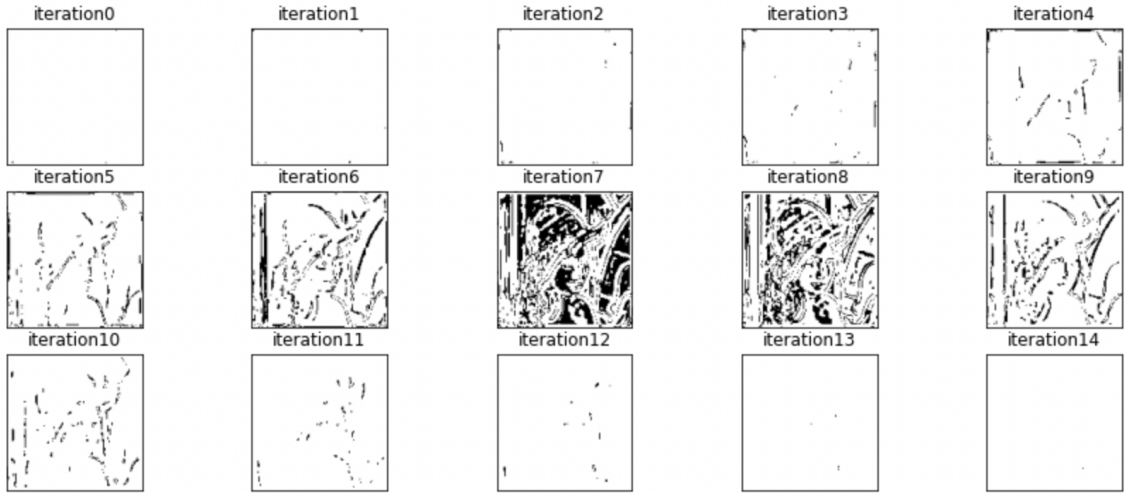 iteration0 iteration1 iteration2 iteration3 iteration4
iteration5 iteration6 iteration7 iteration8 iteration9
iteration10 iteration11 iteration12 iteration13 iteration14